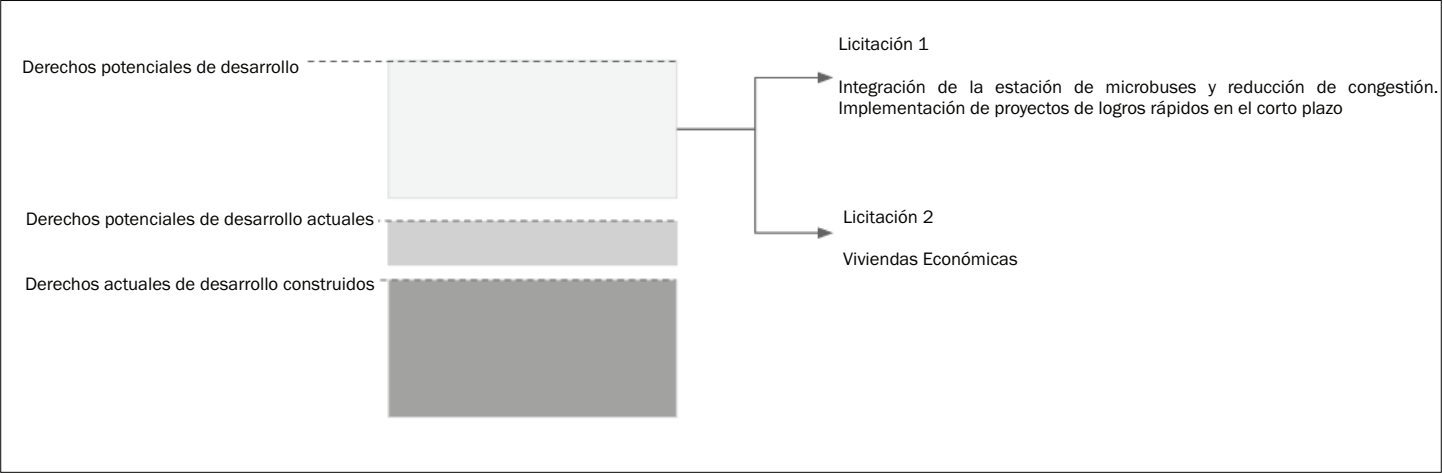 Derechos potenciales de desarrollo
Derechos potenciales de desarrollo actuales
Derechos actuales de desarrollo construidos
Licitación 1
Integración de la estación de microbuses y reducción de congestión.
Implementación de proyectos de logros rápidos en el corto plazo
Licitación 2
Viviendas Económicas